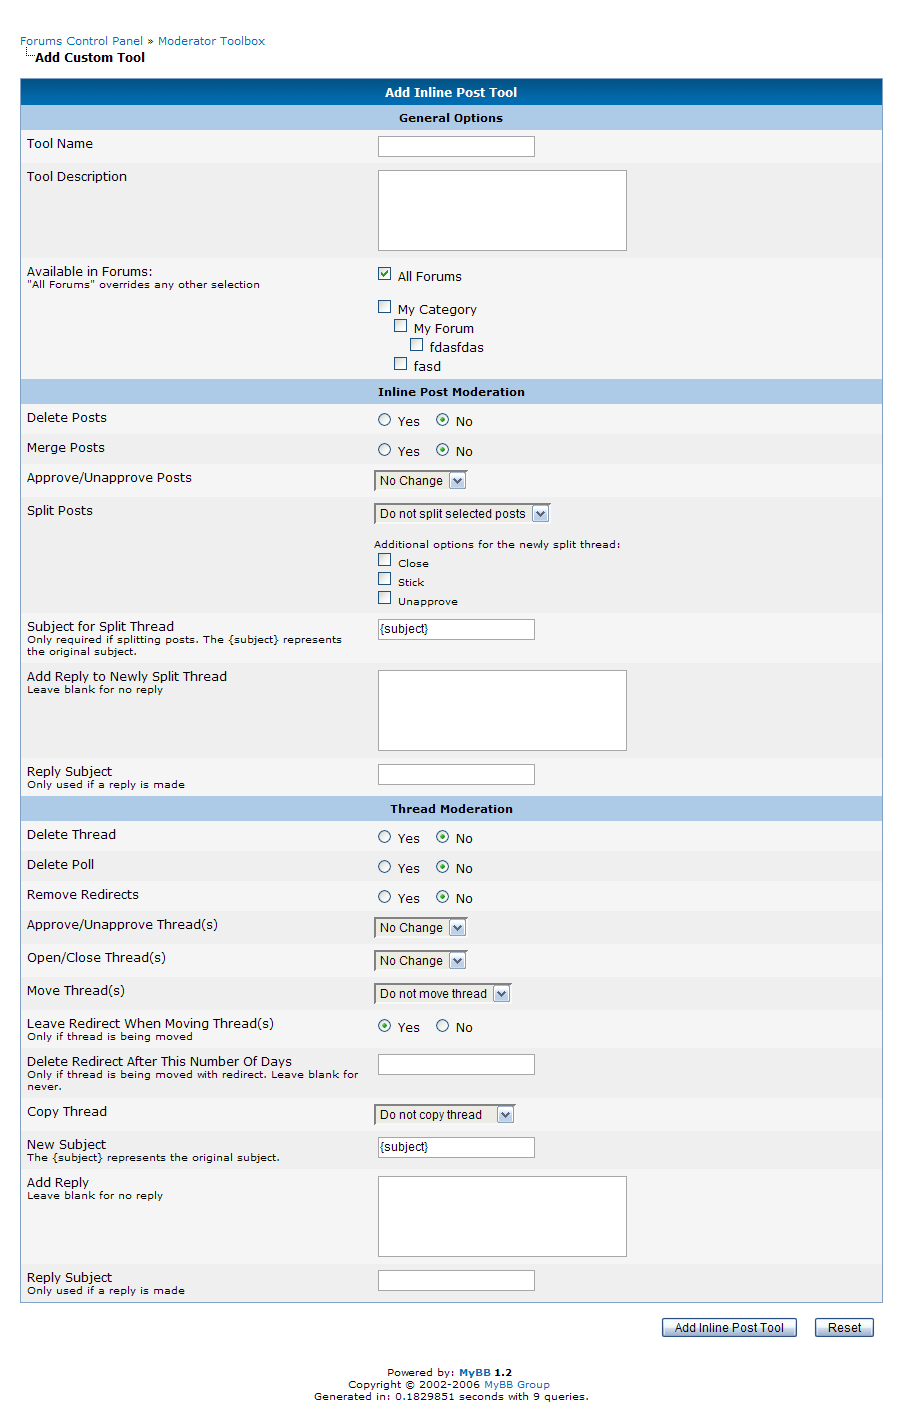 Forums Control Panel » Moderator Toolbox
Add Custom Tool
Add Inline Post Tool
General Options
Tool Name
Tool Description
Available in Forums:
"All Forums" overrides any other selection
All Forums
My Category
My Forum
fdasfdas
fasd
Inline Post Moderation
Delete Posts Yes No
Merge Posts Yes No
Approve/Unapprove Posts No Change
Split Posts Do not split selected posts
Additional options for the newly split thread:
Close
Stick
Unapprove
Subject for Split Thread {subject}
Only required if splitting posts. The {subject} represents
the original subject.
Add Reply to Newly Split Thread
Leave blank for no reply
Reply Subject
Only used if a reply is made
Thread Moderation
Delete Thread Yes No
Delete Poll Yes No
Remove Redirects Yes No
Approve/Unapprove Thread(s) No Change
Open/Close Thread(s) No Change
Move Thread(s) Do not move thread
Leave Redirect When Moving Thread(s) Yes No
Only if thread is being moved
Delete Redirect After This Number Of Days
Only if thread is being moved with redirect. Leave blank for
never.
Copy Thread Do not copy thread
New Subject {subject}
The {subject} represents the original subject.
Add Reply
Leave blank for no reply
Reply Subject
Only used if a reply is made
Add Inline Post Tool Reset
Powered by: MyBB 1.2
Copyright © 2002-2006 MyBB Group
Generated in: 0.1829851 seconds with 9 queries.